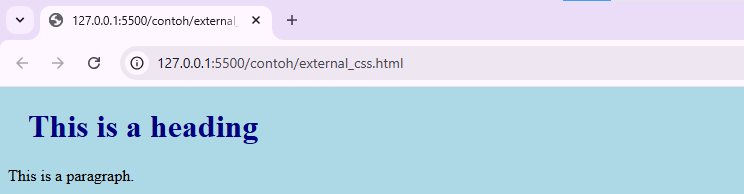 127.0.0.1:5500/contoh/external_
127.0.0.1:5500/contoh/external_css.html
This is a heading
This is a paragraph.